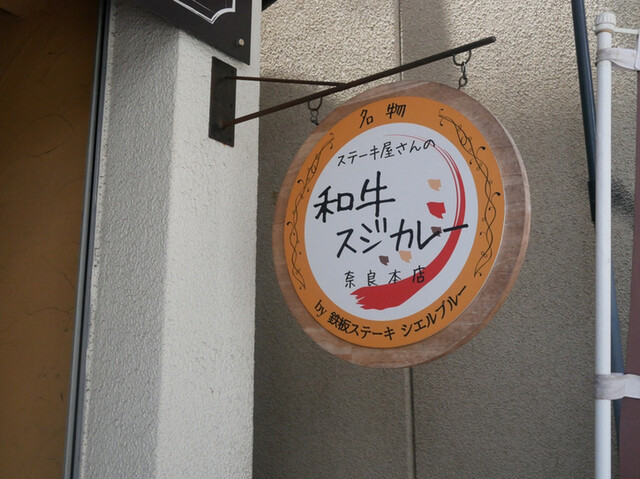 名物
ステーキ屋さんの
和牛
スジカレー
奈良本店
by 鉄板ステーキ シエルブルー